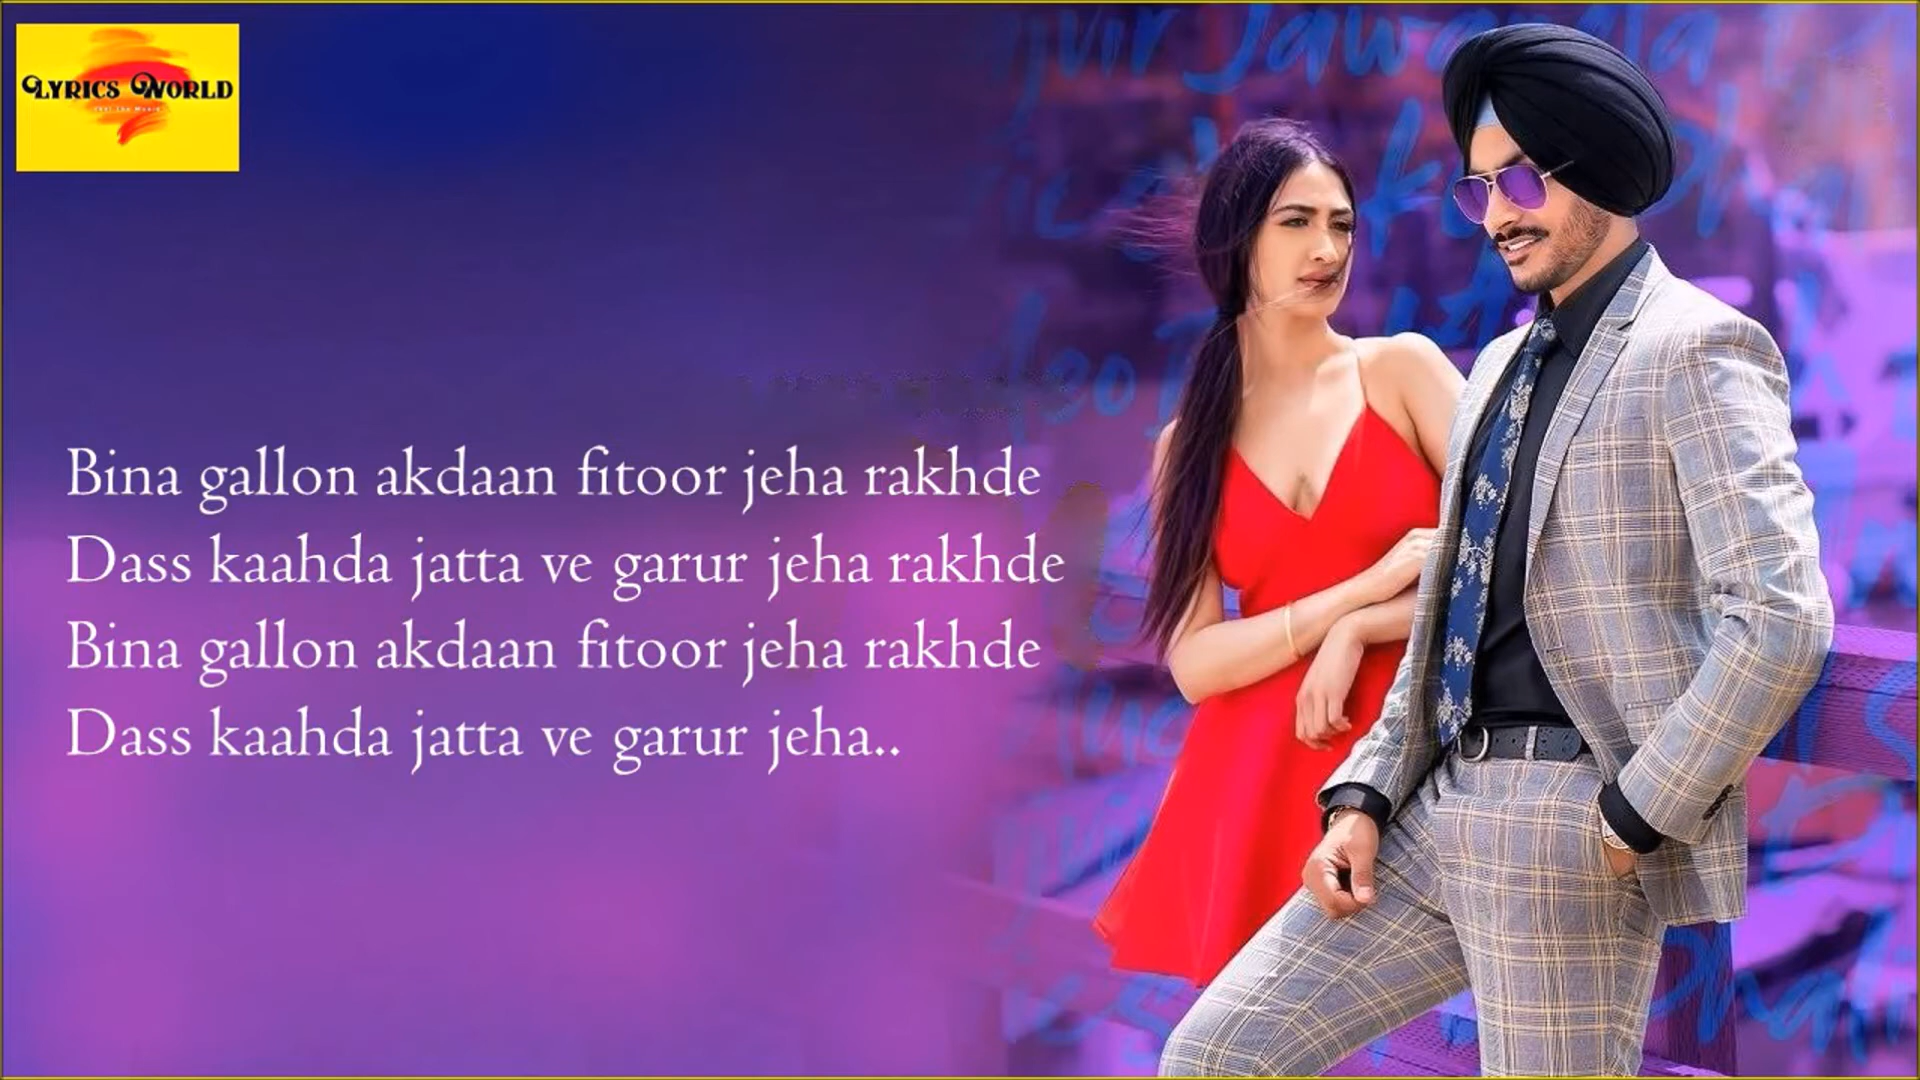 LYRICS WORLD
Bina gallon akdaan fitoor jeha rakhde
Dass kaahda jatta ve garur jeha rakhde
Bina gallon akdaan fitoor jeha rakhde
Dass kaahda jatta ve garur jeha..